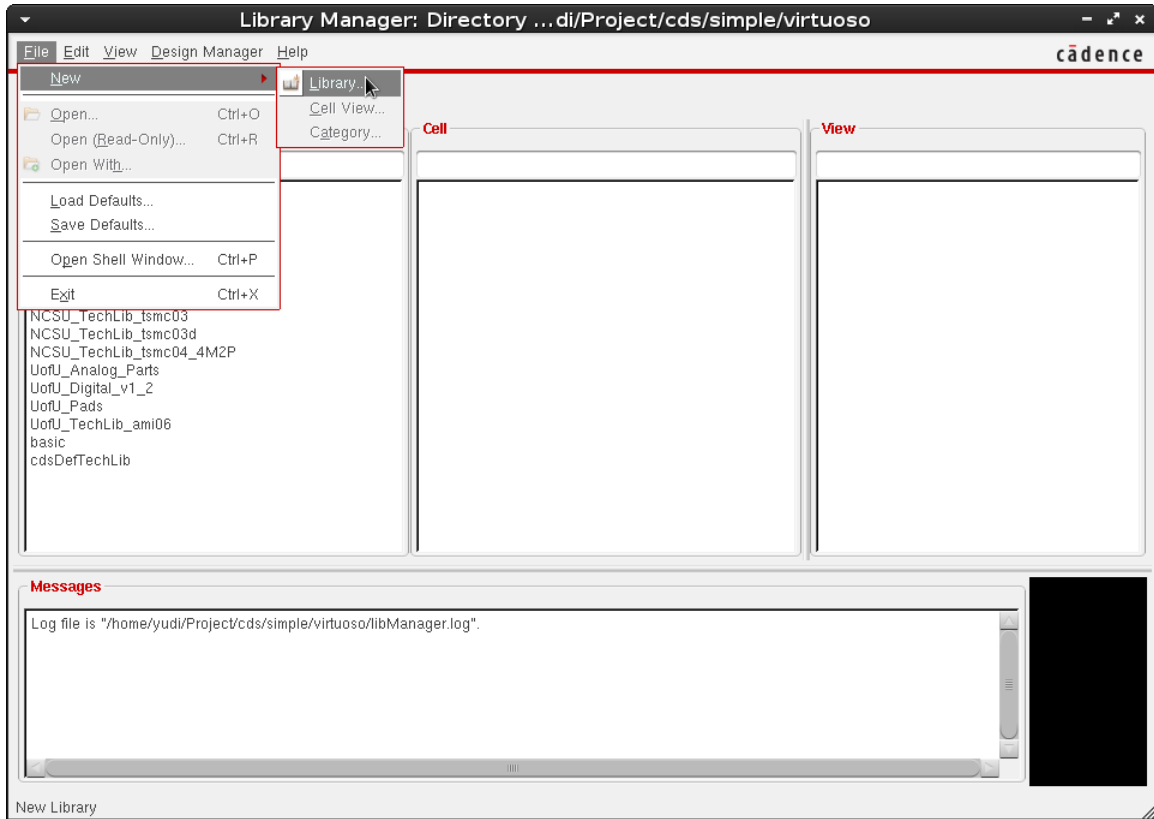 Library Manager: Directory ...di/Project/cds/simple/virtuoso
File Edit View Design Manager Help
cādence
New
Library...
Cell View...
Category...
Open... Ctrl+O
Open (Read-Only)... Ctrl+R
Open With...
Load Defaults...
Save Defaults...
Open Shell Window... Ctrl+P
Exit Ctrl+X
Cell
View
NCSU_TechLib_tsmc03
NCSU_TechLib_tsmc03d
NCSU_TechLib_tsmc04_4M2P
UofU_Analog_Parts
UofU_Digital_v1_2
UofU_Pads
UofU_TechLib_ami06
basic
cdsDefTechLib
Messages
Log file is "/home/yudi/Project/cds/simple/virtuoso/libManager.log".
New Library